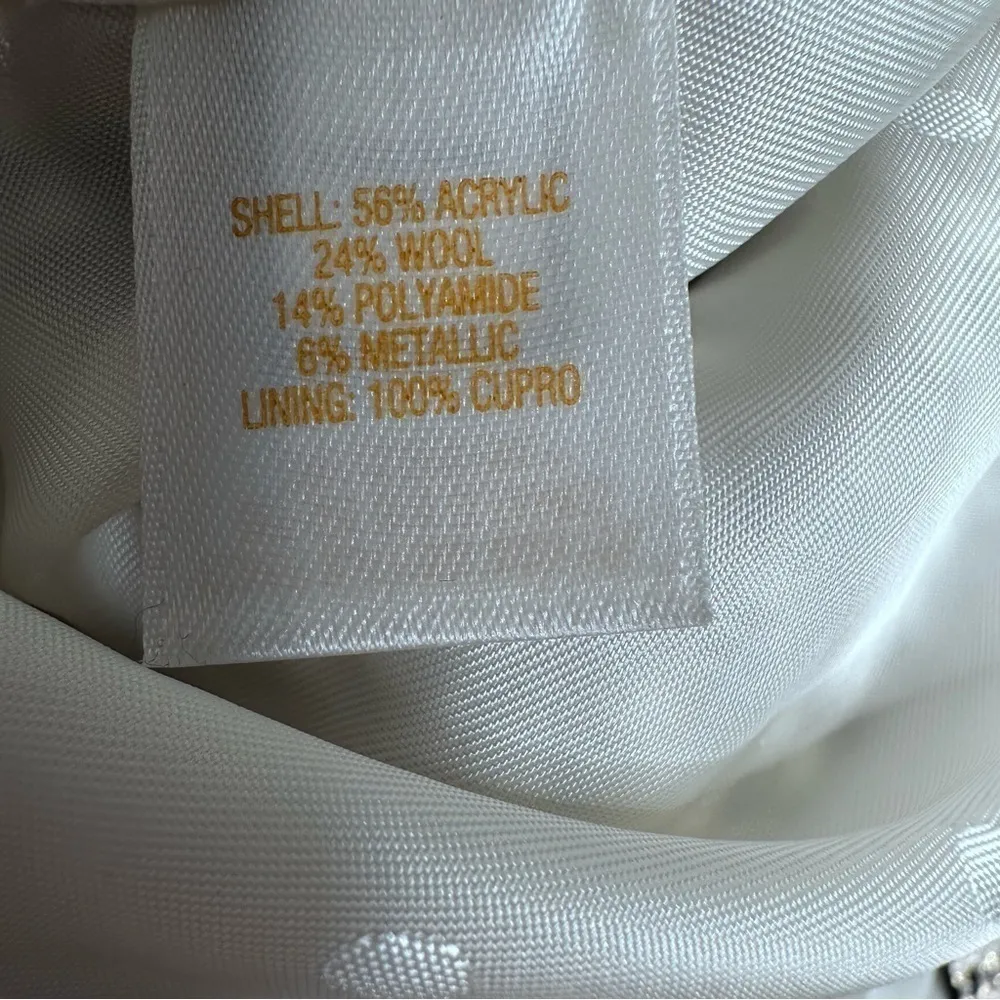 SHELL: 56% ACRYLIC
24% WOOL
14% POLYAMIDE
6% METALLIC
LINING: 100% CUPRO